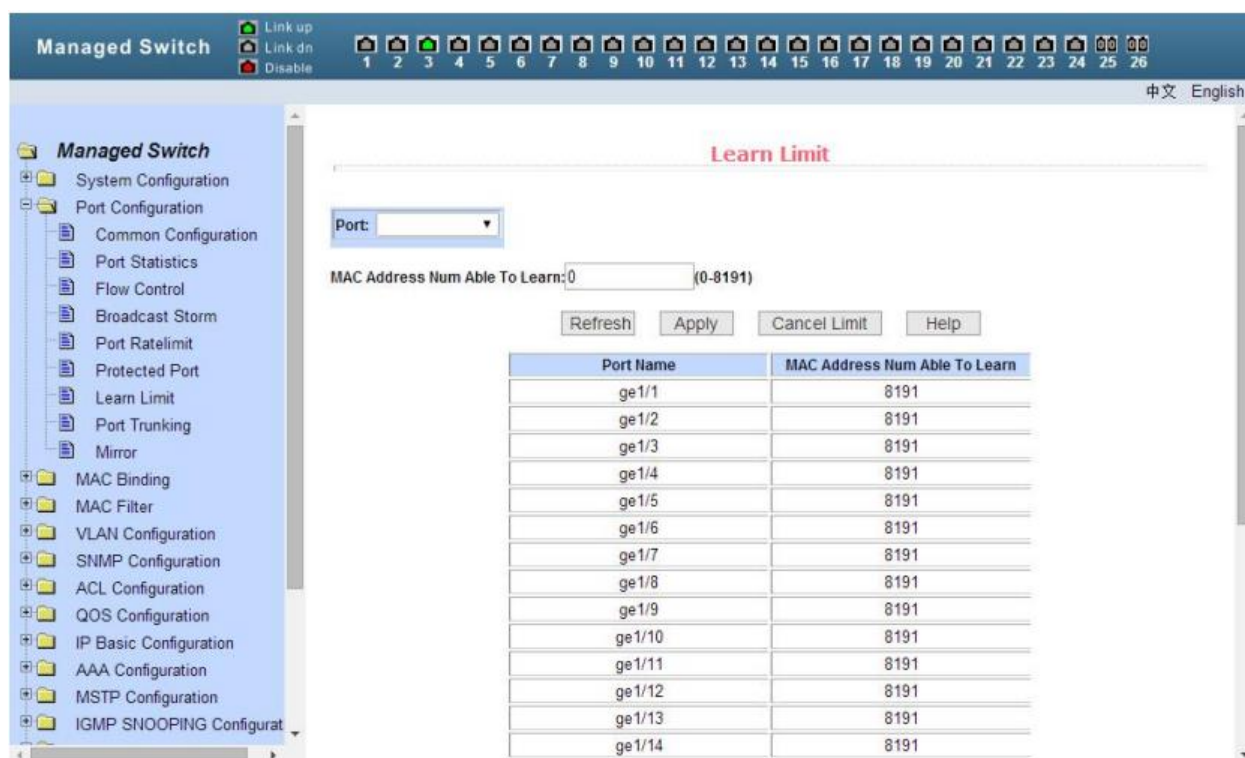 Managed Switch
Link up
Link dn
Disable
1 2 3 4 5 6 7 8 9 10 11 12 13 14 15 16 17 18 19 20 21 22 23 24 25 26
中文 English
Managed Switch
System Configuration
Port Configuration
Common Configuration
Port Statistics
Flow Control
Broadcast Storm
Port Ratelimit
Protected Port
Learn Limit
Port Trunking
Mirror
MAC Binding
MAC Filter
VLAN Configuration
SNMP Configuration
ACL Configuration
QOS Configuration
IP Basic Configuration
AAA Configuration
MSTP Configuration
IGMP SNOOPING Configurat
Learn Limit
Port:
MAC Address Num Able To Learn: 0 (0-8191)
Refresh Apply Cancel Limit Help
Port Name MAC Address Num Able To Learn
ge1/1 8191
ge1/2 8191
ge1/3 8191
ge1/4 8191
ge1/5 8191
ge1/6 8191
ge1/7 8191
ge1/8 8191
ge1/9 8191
ge1/10 8191
ge1/11 8191
ge1/12 8191
ge1/13 8191
ge1/14 8191